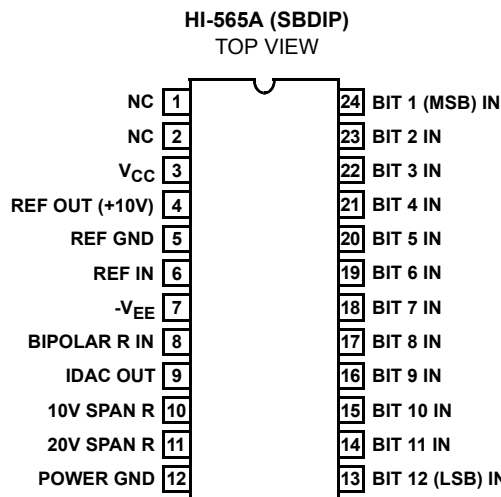 HI-565A (SBDIP)
TOP VIEW
NC 1 24 BIT 1 (MSB) IN
NC 2 23 BIT 2 IN
VCC 3 22 BIT 3 IN
REF OUT (+10V) 4 21 BIT 4 IN
REF GND 5 20 BIT 5 IN
REF IN 6 19 BIT 6 IN
-VEE 7 18 BIT 7 IN
BIPOLAR R IN 8 17 BIT 8 IN
IDAC OUT 9 16 BIT 9 IN
10V SPAN R 10 15 BIT 10 IN
20V SPAN R 11 14 BIT 11 IN
POWER GND 12 13 BIT 12 (LSB) IN